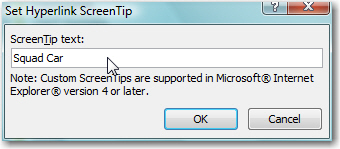 Set Hyperlink ScreenTip
ScreenTip text:
Squad Car
Note: Custom ScreenTips are supported in Microsoft® Internet
Explorer® version 4 or later.
OK Cancel